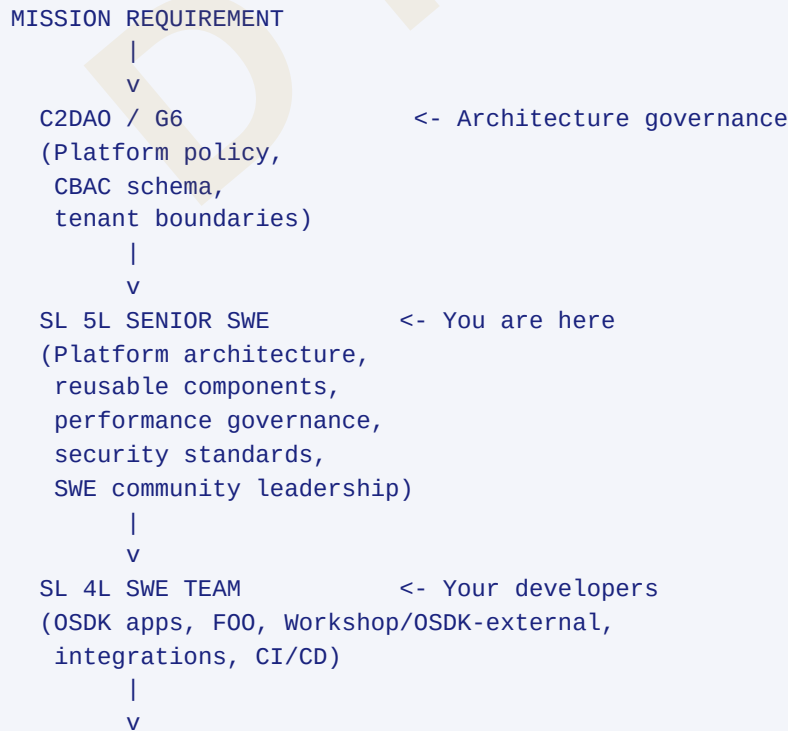 MISSION REQUIREMENT
|
v
C2DAO / G6 <- Architecture governance
(Platform policy,
CBAC schema,
tenant boundaries)
|
v
SL 5L SENIOR SWE <- You are here
(Platform architecture,
reusable components,
performance governance,
security standards,
SWE community leadership)
|
v
SL 4L SWE TEAM <- Your developers
(OSDK apps, FOO, Workshop/OSDK-external,
integrations, CI/CD)
|
v